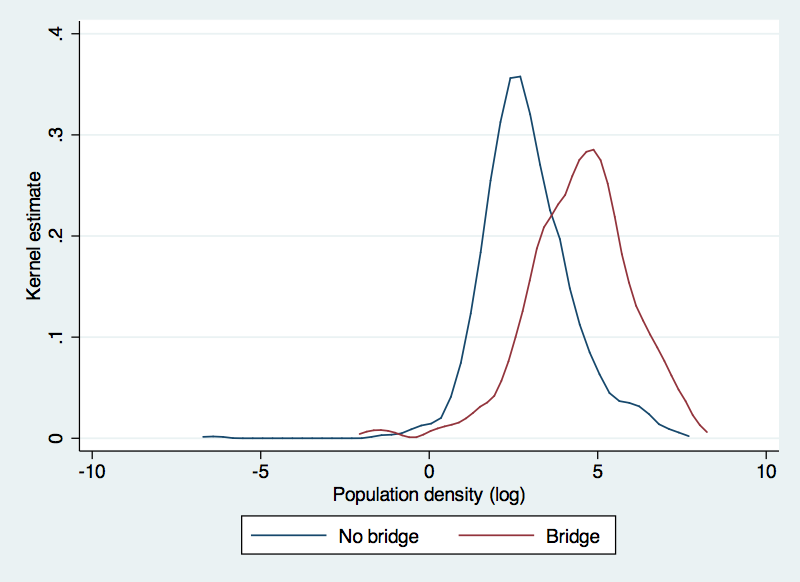 .4
.3
.2
.1
0
Kernel estimate
-10 -5 0 5 10
Population density (log)
No bridge Bridge